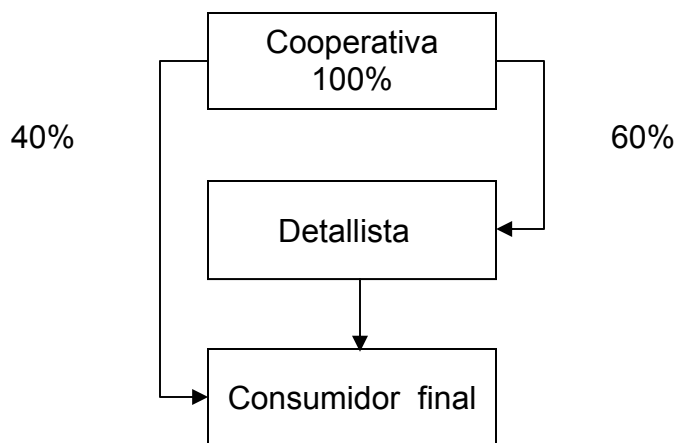 Cooperativa
100%
40%
60%
Detallista
Consumidor final